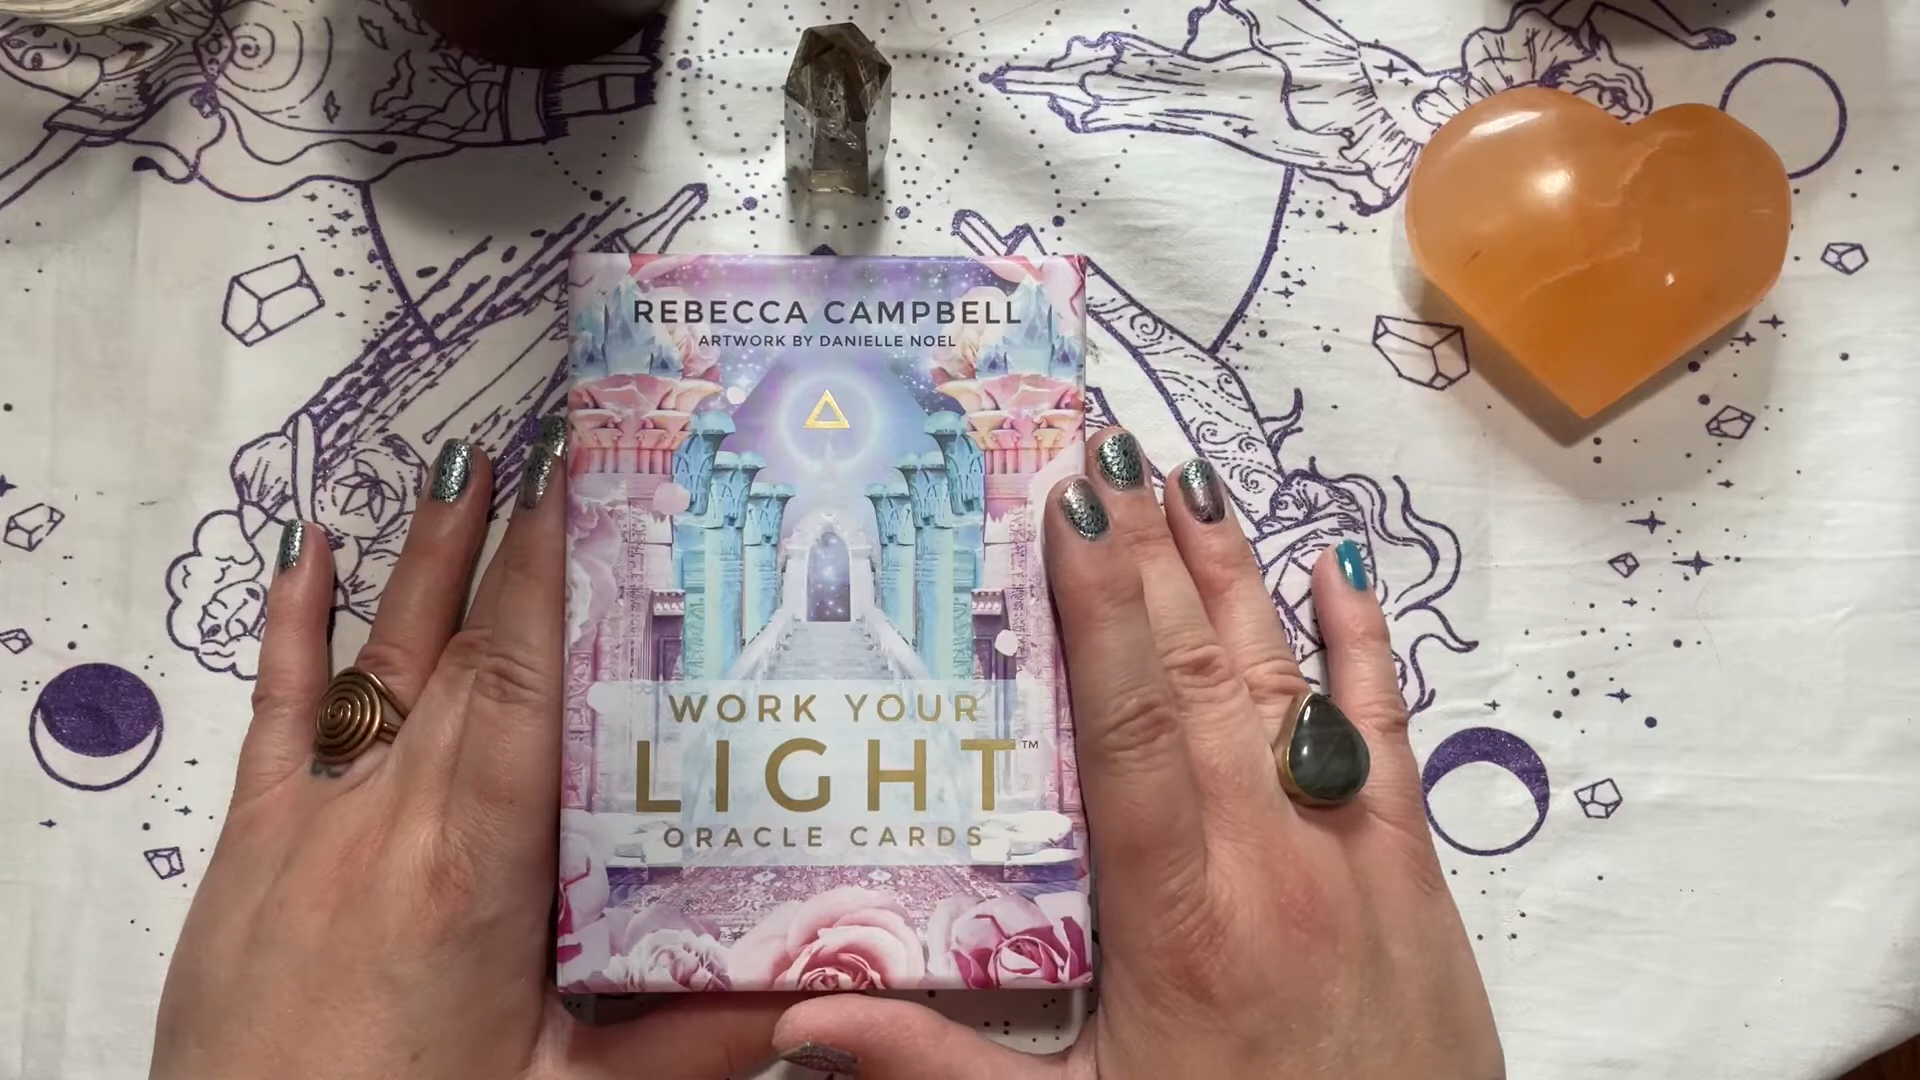 REBECCA CAMPBELL
ARTWORK BY DANIELLE NOEL
WORK YOUR
LIGHT™
ORACLE CARDS